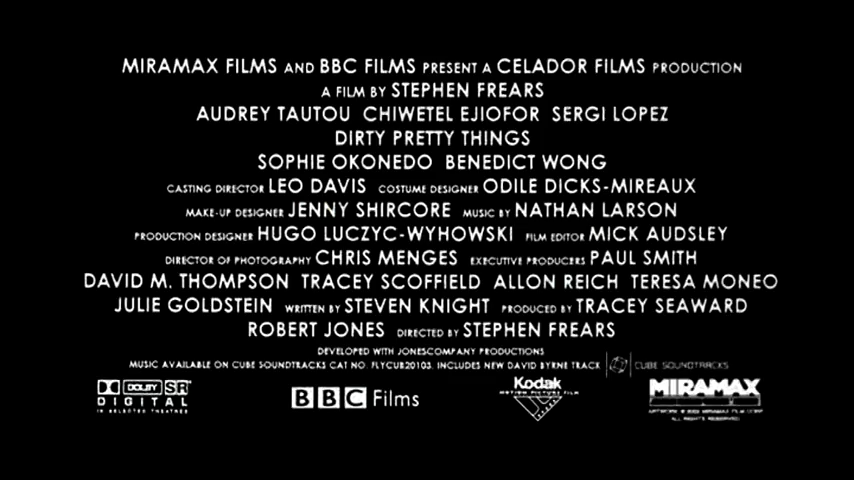 MIRAMAX FILMS AND BBC FILMS PRESENT A CELADOR FILMS PRODUCTION
A FILM BY STEPHEN FREARS
AUDREY TAUTOU CHIWETEL EJIOFOR SERGI LOPEZ
DIRTY PRETTY THINGS
SOPHIE OKONEDO BENEDICT WONG
CASTING DIRECTOR LEO DAVIS COSTUME DESIGNER ODILE DICKS-MIREAUX
MAKE-UP DESIGNER JENNY SHIRCORE MUSIC BY NATHAN LARSON
PRODUCTION DESIGNER HUGO LUCZYC-WYHOWSKI FILM EDITOR MICK AUDSLEY
DIRECTOR OF PHOTOGRAPHY CHRIS MENGES EXECUTIVE PRODUCERS PAUL SMITH
DAVID M. THOMPSON TRACEY SCOFFIELD ALLON REICH TERESA MONEO
JULIE GOLDSTEIN WRITTEN BY STEVEN KNIGHT PRODUCED BY TRACEY SEAWARD
ROBERT JONES DIRECTED BY STEPHEN FREARS
DEVELOPED WITH JONESCOMPANY PRODUCTIONS
MUSIC AVAILABLE ON CUBE SOUNDTRACKS CAT NO. FLYCUB20103. INCLUDES NEW DAVID BYRNE TRACK CUBE SOUNDTRACKS
DOLBY SR
DIGITAL
IN SELECTED THEATRES
BBC Films
Kodak
MOTION PICTURE FILM
MIRAMAX
ALL RIGHTS RESERVED